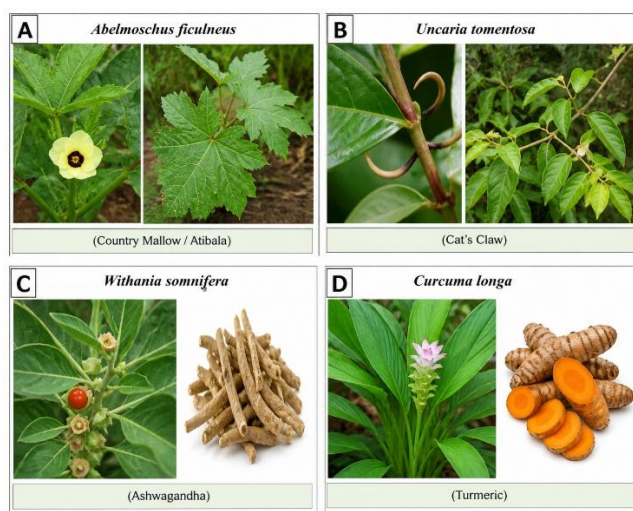 A
Abelmoschus ficulneus
(Country Mallow / Atibala)
B
Uncaria tomentosa
(Cat's Claw)
C
Withania somnifera
(Ashwagandha)
D
Curcuma longa
(Turmeric)